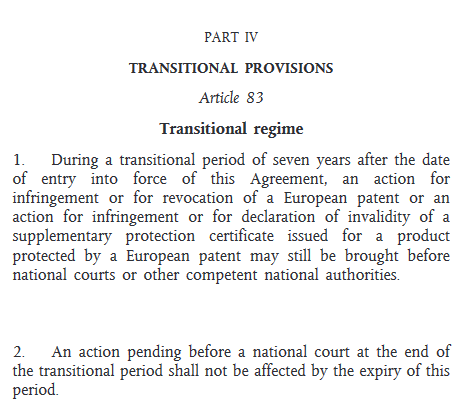 PART IV
TRANSITIONAL PROVISIONS
Article 83
Transitional regime
1. During a transitional period of seven years after the date
of entry into force of this Agreement, an action for
infringement or for revocation of a European patent or an
action for infringement or for declaration of invalidity of a
supplementary protection certificate issued for a product
protected by a European patent may still be brought before
national courts or other competent national authorities.
2. An action pending before a national court at the end of
the transitional period shall not be affected by the expiry of this
period.